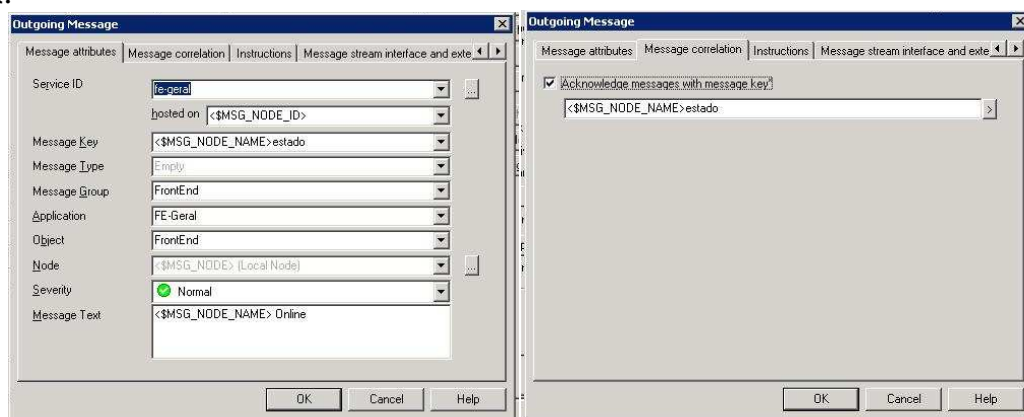 Outgoing Message
Message attributes | Message correlation | Instructions | Message stream interface and exte
Service ID fe-geral ...
hosted on <$MSG_NODE_ID>
Message Key <$MSG_NODE_NAME>estado
Message Type Empty
Message Group FrontEnd
Application FE-Geral
Object FrontEnd
Node <$MSG_NODE> (Local Node) ...
Severity Normal
Message Text <$MSG_NODE_NAME> Online
OK Cancel Help
Outgoing Message
Message attributes | Message correlation | Instructions | Message stream interface and exte
Acknowledge messages with message key
<$MSG_NODE_NAME>estado >
OK Cancel Help